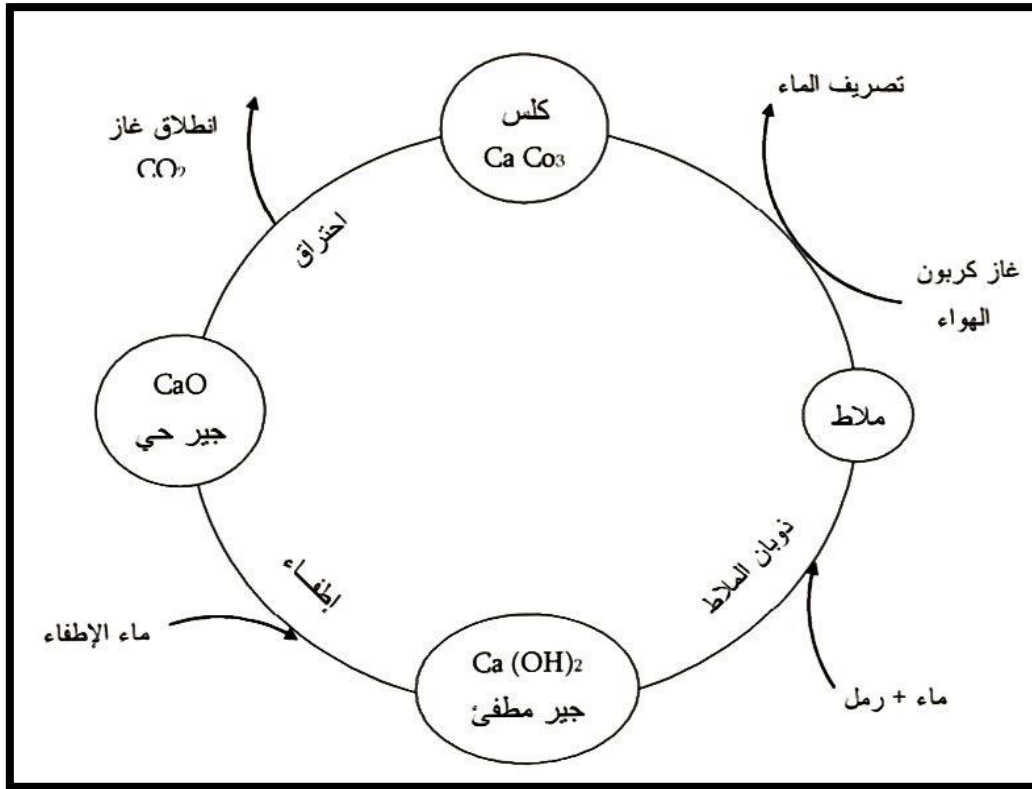 كلس
Ca Co3
تصريف الماء
انطلاق غاز
CO2
احتراق
غاز كربون
الهواء
CaO
جير حي
ملاط
ذوبان الملاط
إطفاء
ماء الإطفاء
Ca (OH)2
جير مطفئ
ماء + رمل